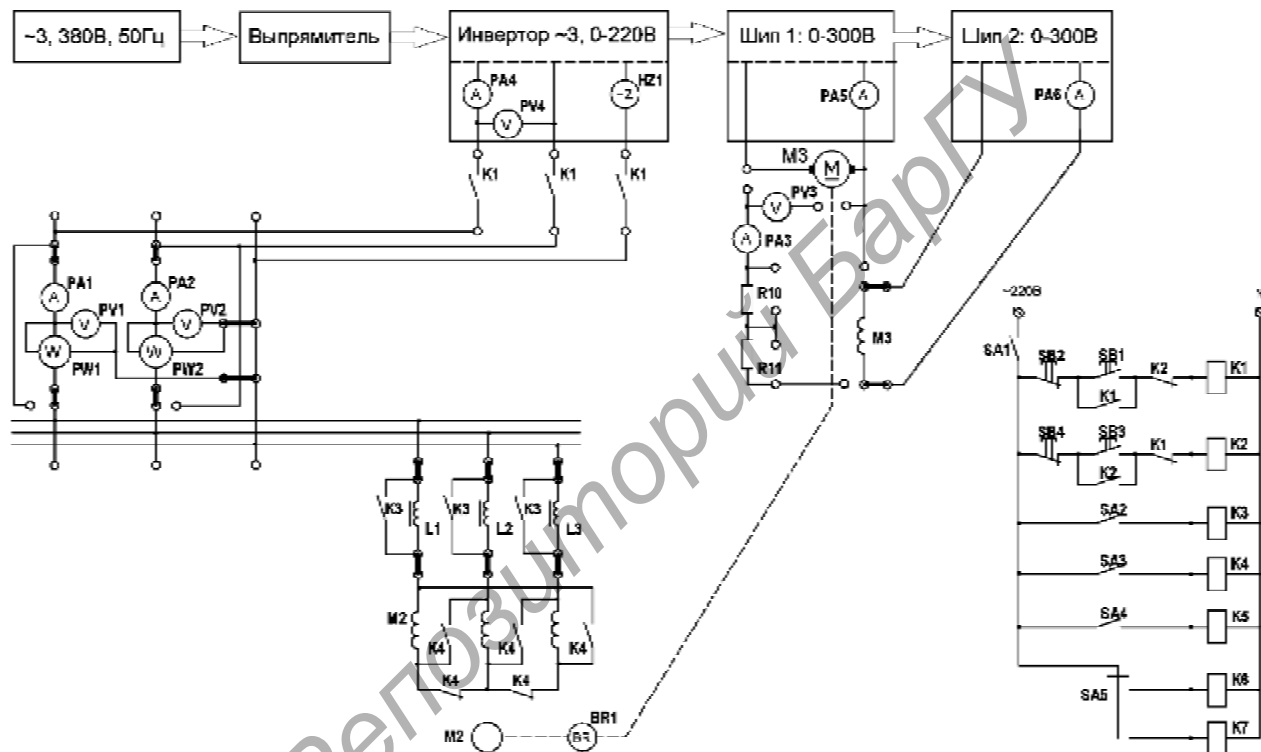 ~3, 380В, 50Гц
Выпрямитель
Инвертор ~3, 0-220В
Шип 1: 0-300В
Шип 2: 0-300В
PA4
A
PV4
V
HZ1
~2
PA5
A
PA6
A
K1
K1
K1
M3
M
PV3
V
A
PA3
R10
R11
M3
PA1
A
PA2
A
PV1
V
PV2
V
W
PW1
W
PW2
K3
L1
K3
L2
K3
L3
M2
K4
K4
K4
K4
K4
M2
BR
BR1
~220В
SA1
SB2
SB1
K2
K1
K1
SB4
SB3
K1
K2
K2
SA2
K3
SA3
K4
SA4
K5
SA5
K6
K7
Репозиторий БарГУ